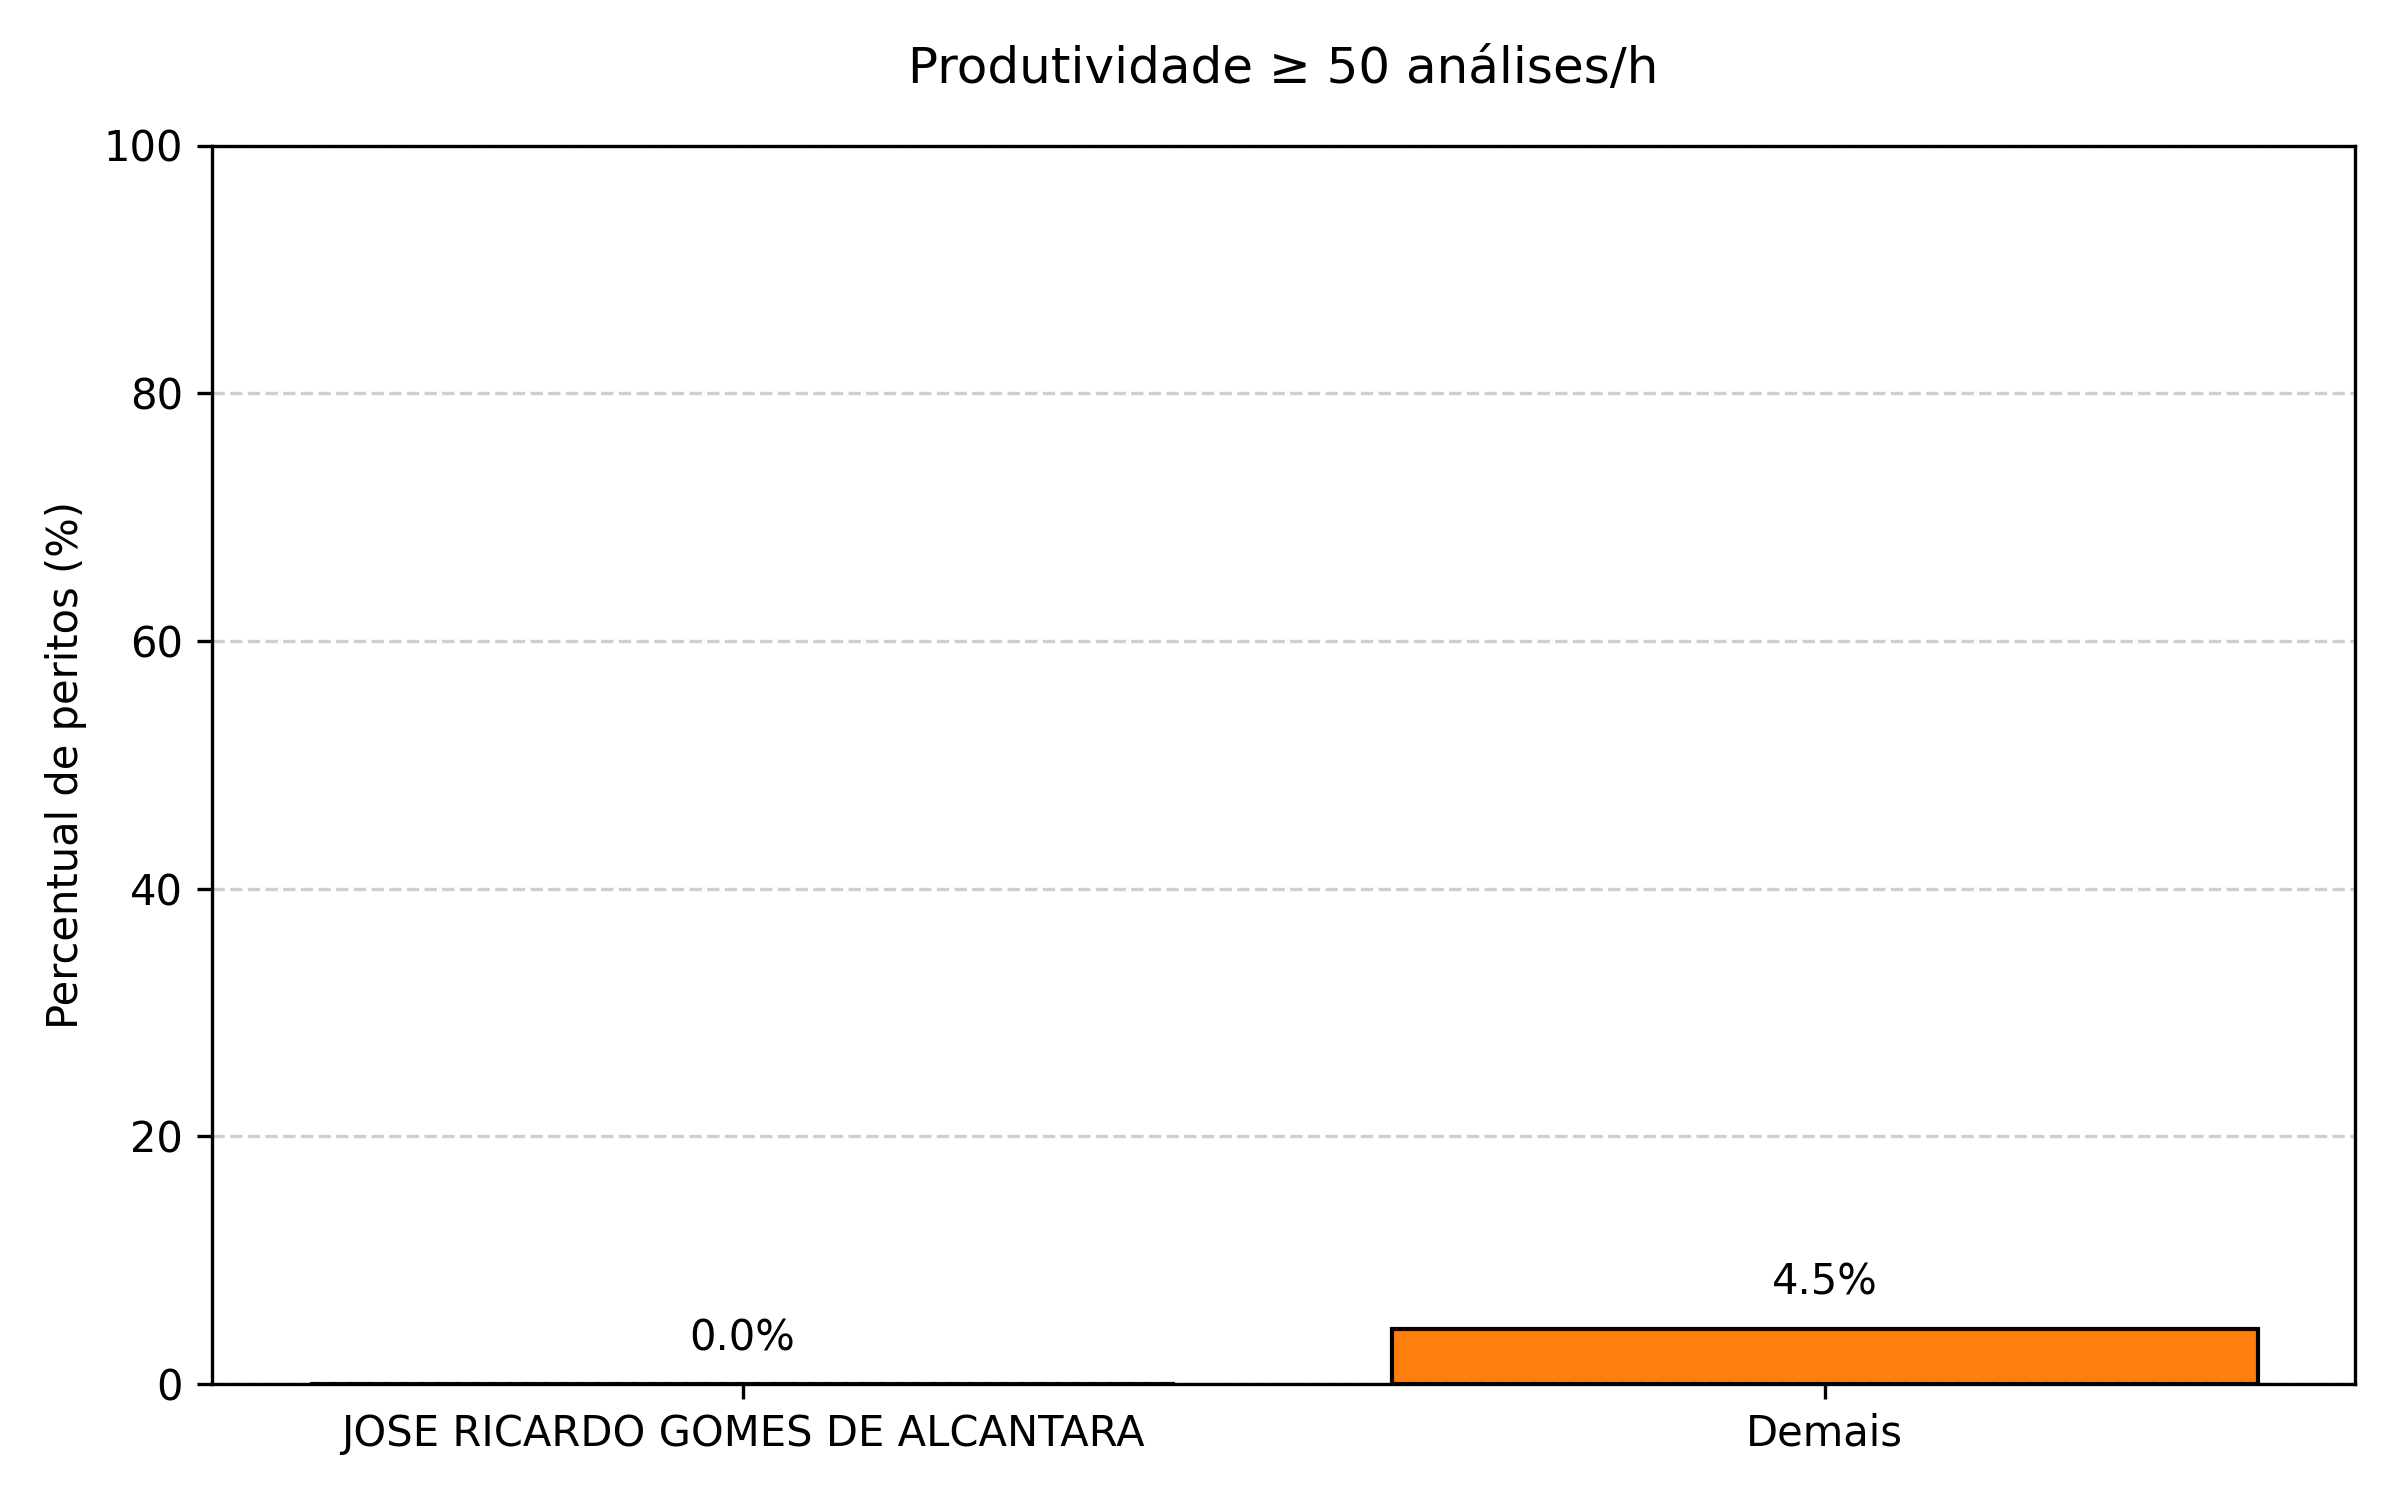 Produtividade ≥ 50 análises/h
Percentual de peritos (%)
100
80
60
40
20
0
0.0%
4.5%
JOSE RICARDO GOMES DE ALCANTARA
Demais